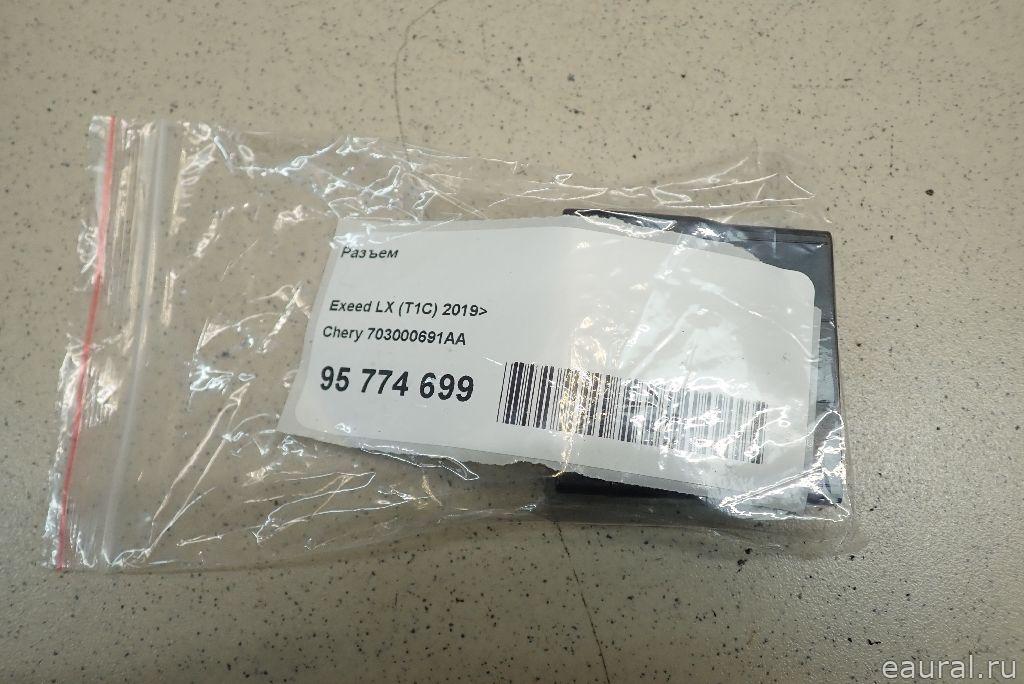 Разъем
Exeed LX (T1C) 2019>
Chery 703000691AA
95 774 699
eaural.ru